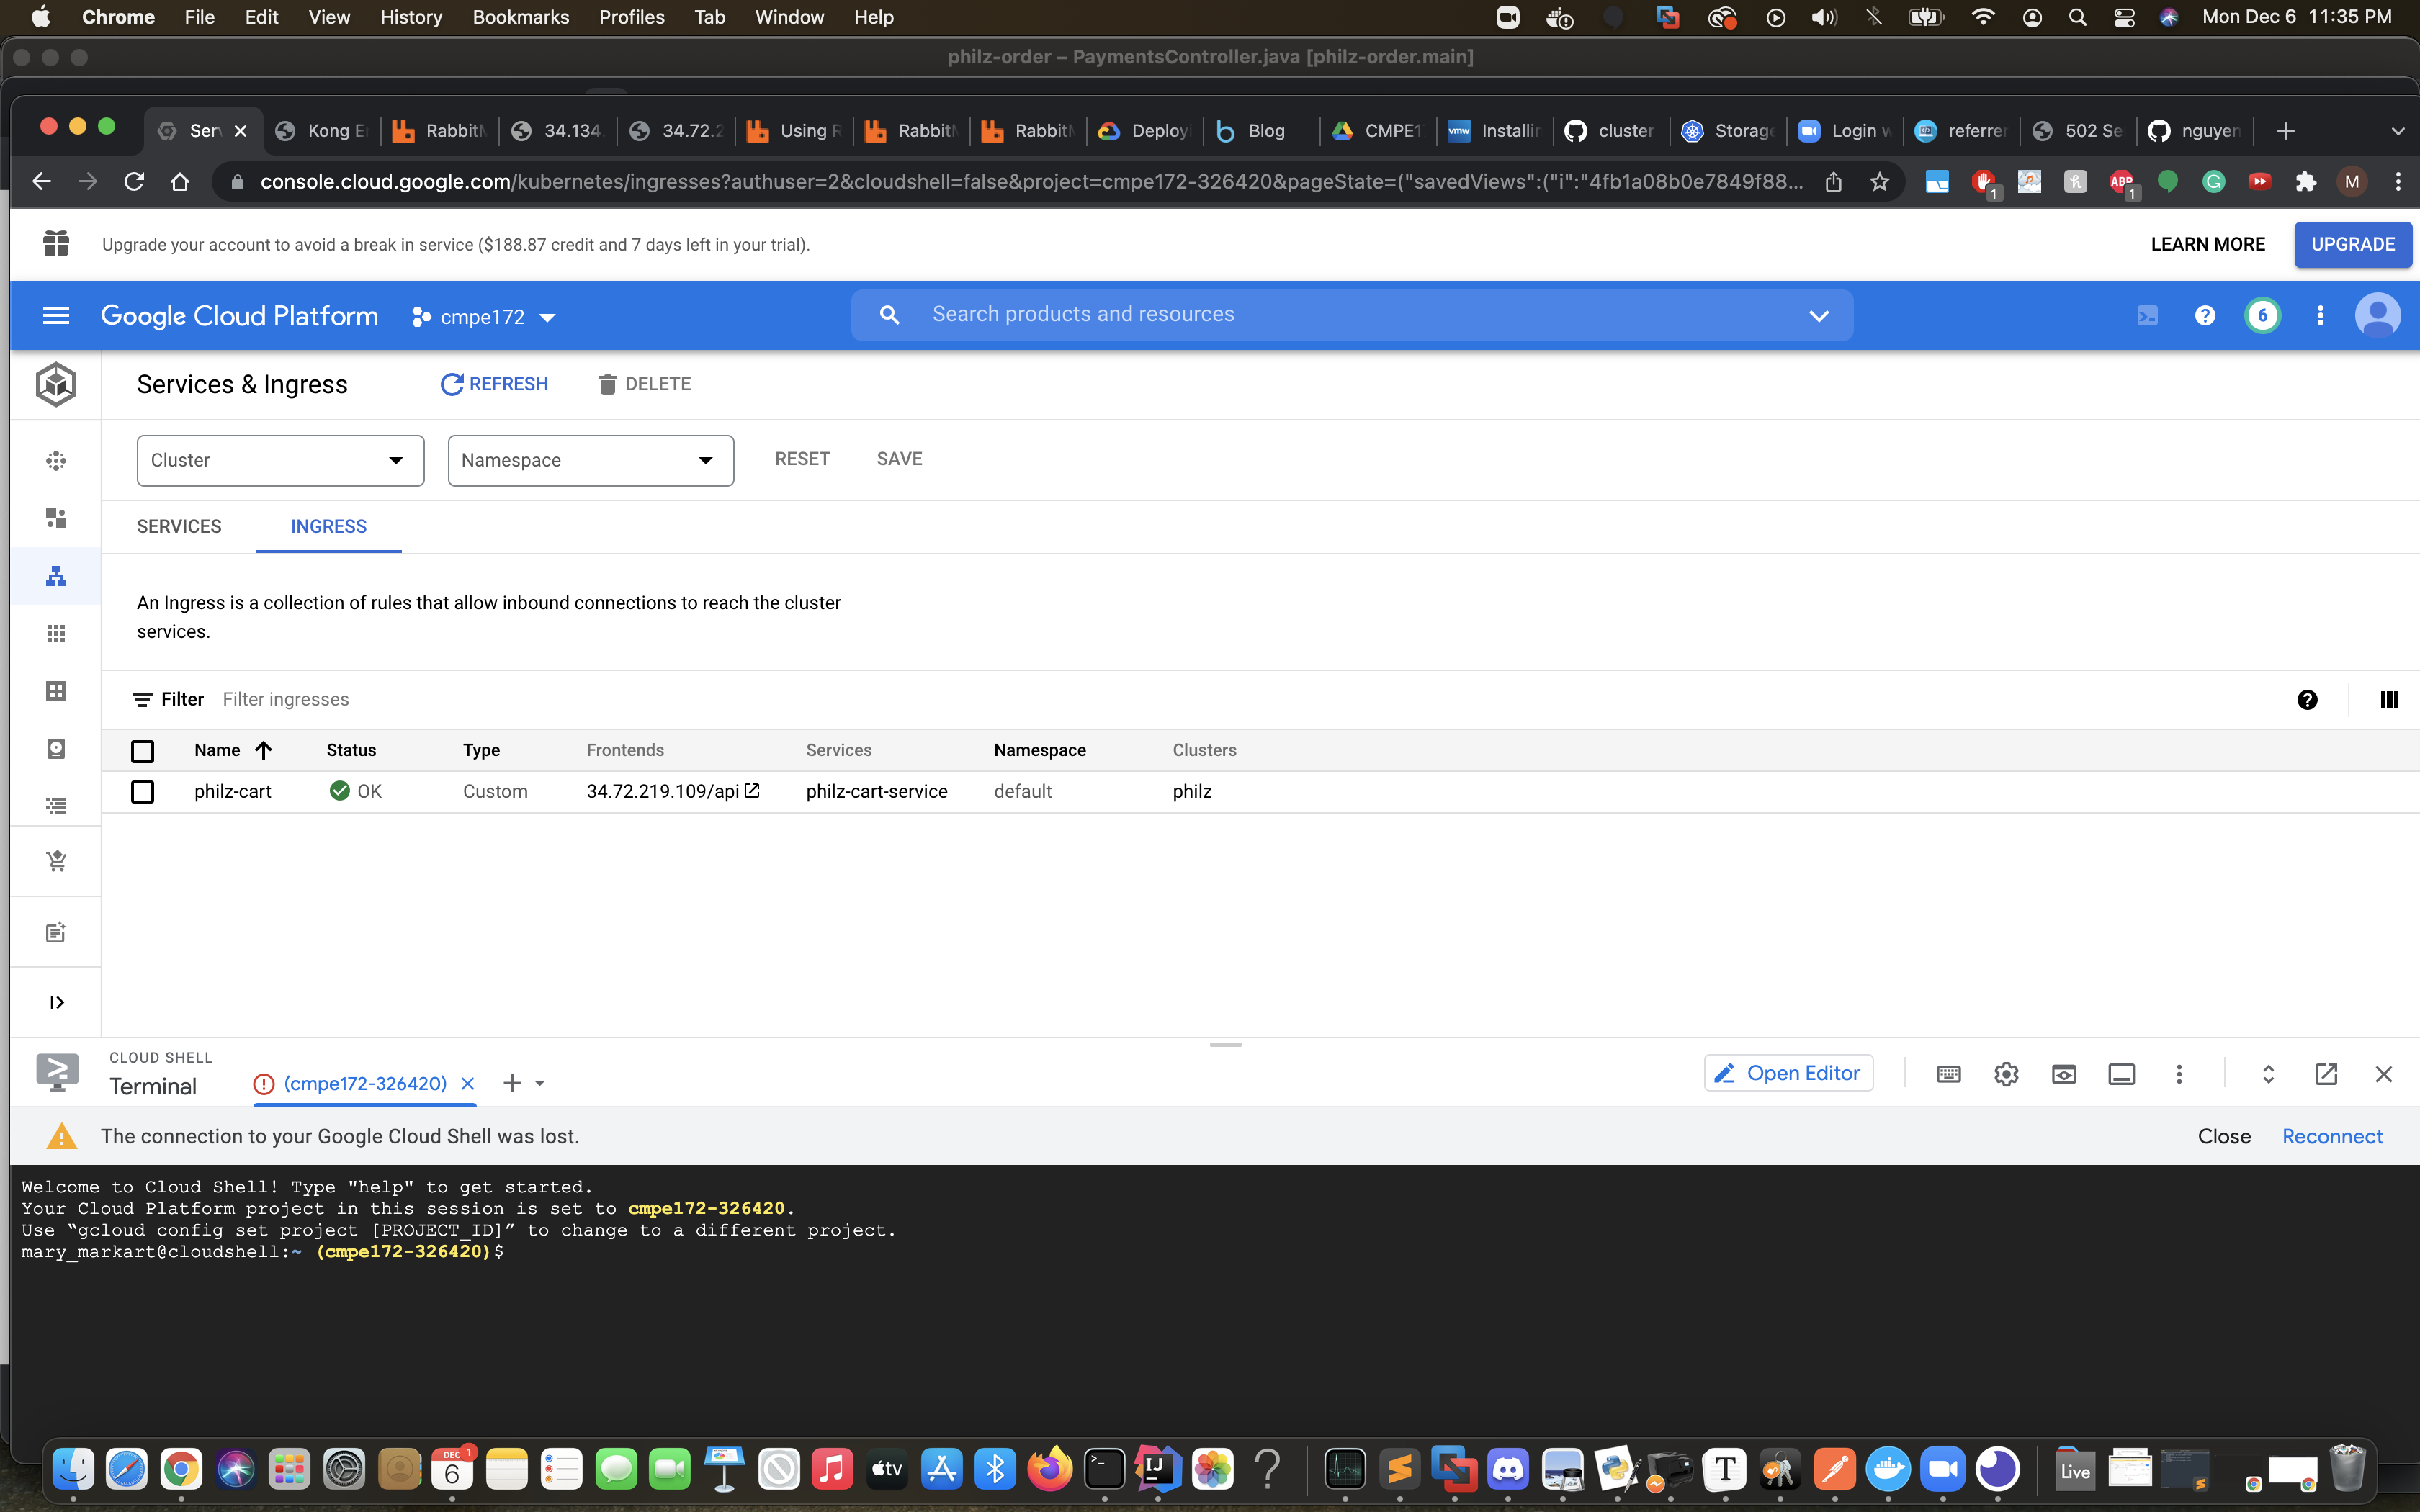 Chrome File Edit View History Bookmarks Profiles Tab Window Help Mon Dec 6 11:35 PM
philz-order – PaymentsController.java [philz-order.main]
Ser Kong E RabbitM 34.134. 34.72.2 Using R RabbitM RabbitM Deploy Blog CMPE1 Installin cluster Storage Login w referrer 502 Se nguyen
console.cloud.google.com/kubernetes/ingresses?authuser=2&cloudshell=false&project=cmpe172-326420&pageState=("savedViews":("i":"4fb1a08b0e7849f88... 1 ABP 1 M
Upgrade your account to avoid a break in service ($188.87 credit and 7 days left in your trial). LEARN MORE UPGRADE
Google Cloud Platform cmpe172 Search products and resources 6
Services & Ingress REFRESH DELETE
Cluster Namespace RESET SAVE
SERVICES INGRESS
An Ingress is a collection of rules that allow inbound connections to reach the cluster
services.
Filter Filter ingresses
Name Status Type Frontends Services Namespace Clusters
philz-cart OK Custom 34.72.219.109/api philz-cart-service default philz
CLOUD SHELL
Terminal (cmpe172-326420) Open Editor
The connection to your Google Cloud Shell was lost. Close Reconnect
Welcome to Cloud Shell! Type "help" to get started.
Your Cloud Platform project in this session is set to cmpe172-326420.
Use “gcloud config set project [PROJECT_ID]” to change to a different project.
mary_markart@cloudshell:~ (cmpe172-326420)$
DEC 1 6 tv IJ T Live